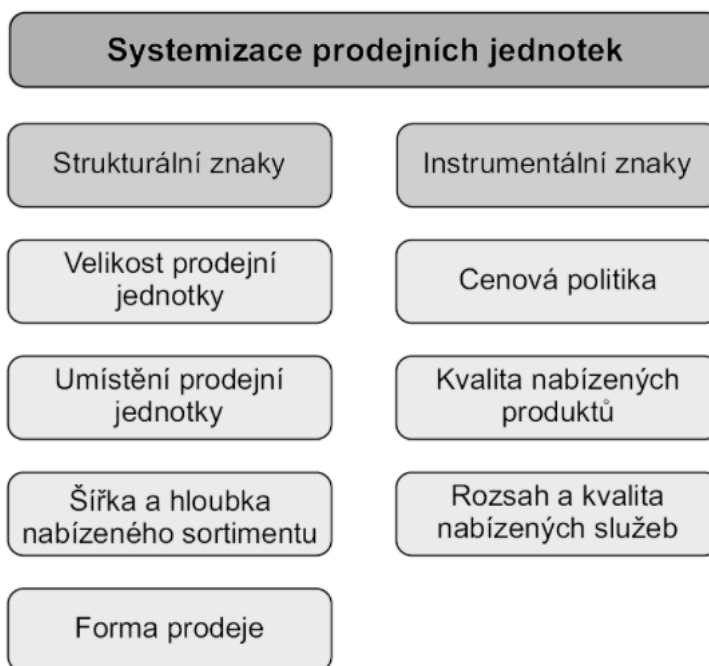 Systemizace prodejních jednotek
Strukturální znaky
Instrumentální znaky
Velikost prodejní
jednotky
Cenová politika
Umístění prodejní
jednotky
Kvalita nabízených
produktů
Šířka a hloubka
nabízeného sortimentu
Rozsah a kvalita
nabízených služeb
Forma prodeje